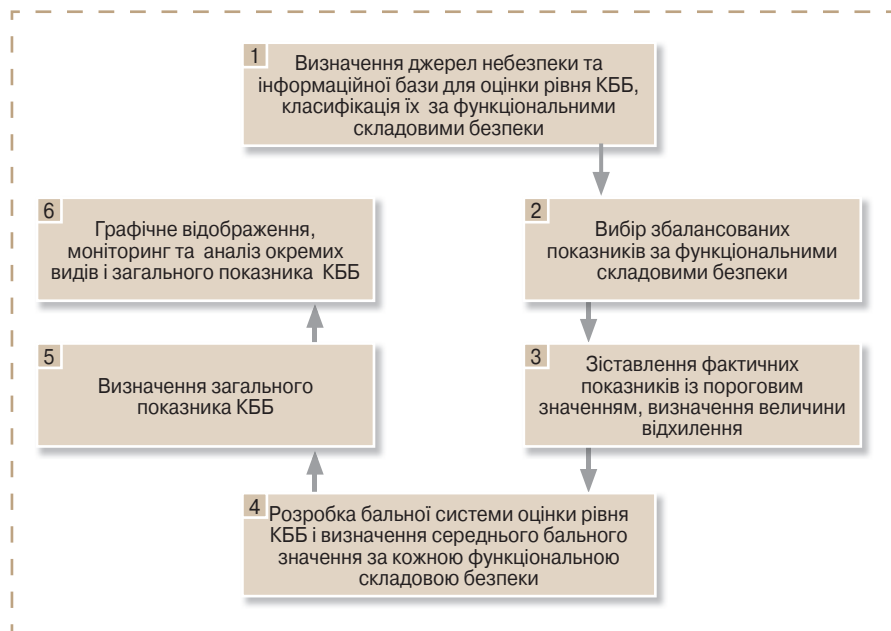 1
Визначення джерел небезпеки та
інформаційної бази для оцінки рівня КББ,
класифікація їх за функціональними
складовими безпеки
2
Вибір збалансованих
показників за функціональними
складовими безпеки
3
Зіставлення фактичних
показників із пороговим
значенням, визначення величини
відхилення
4
Розробка бальної системи оцінки рівня
КББ і визначення середнього бального
значення за кожною функціональною
складовою безпеки
5
Визначення загального
показника КББ
6
Графічне відображення,
моніторинг та аналіз окремих
видів і загального показника КББ